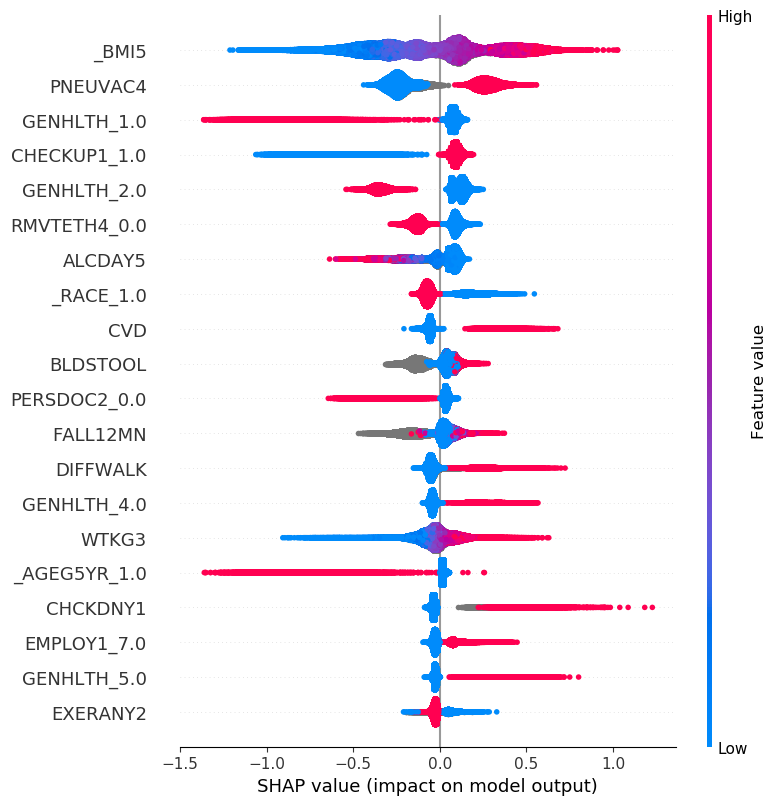 High
_BMI5
PNEUVAC4
GENHLTH_1.0
CHECKUP1_1.0
GENHLTH_2.0
RMVTETH4_0.0
ALCDAY5
_RACE_1.0
CVD
BLDSTOOL
PERSDOC2_0.0
FALL12MN
DIFFWALK
GENHLTH_4.0
WTKG3
_AGEG5YR_1.0
CHCKDNY1
EMPLOY1_7.0
GENHLTH_5.0
EXERANY2
Feature value
Low
−1.5 −1.0 −0.5 0.0 0.5 1.0
SHAP value (impact on model output)